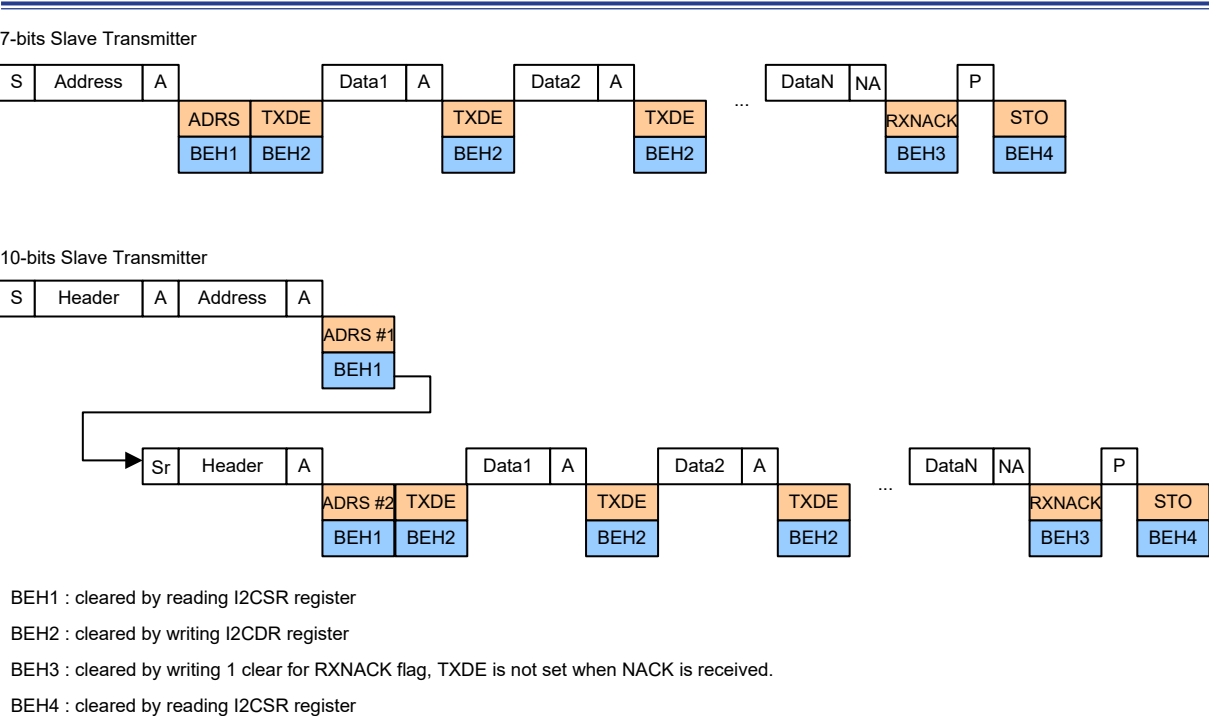 7-bits Slave Transmitter
S Address A Data1 A Data2 A ... DataN NA P
ADRS TXDE TXDE TXDE RXNACK STO
BEH1 BEH2 BEH2 BEH2 BEH3 BEH4
10-bits Slave Transmitter
S Header A Address A
ADRS #1
BEH1
Sr Header A Data1 A Data2 A ... DataN NA P
ADRS #2 TXDE TXDE TXDE RXNACK STO
BEH1 BEH2 BEH2 BEH2 BEH3 BEH4
BEH1 : cleared by reading I2CSR register
BEH2 : cleared by writing I2CDR register
BEH3 : cleared by writing 1 clear for RXNACK flag, TXDE is not set when NACK is received.
BEH4 : cleared by reading I2CSR register